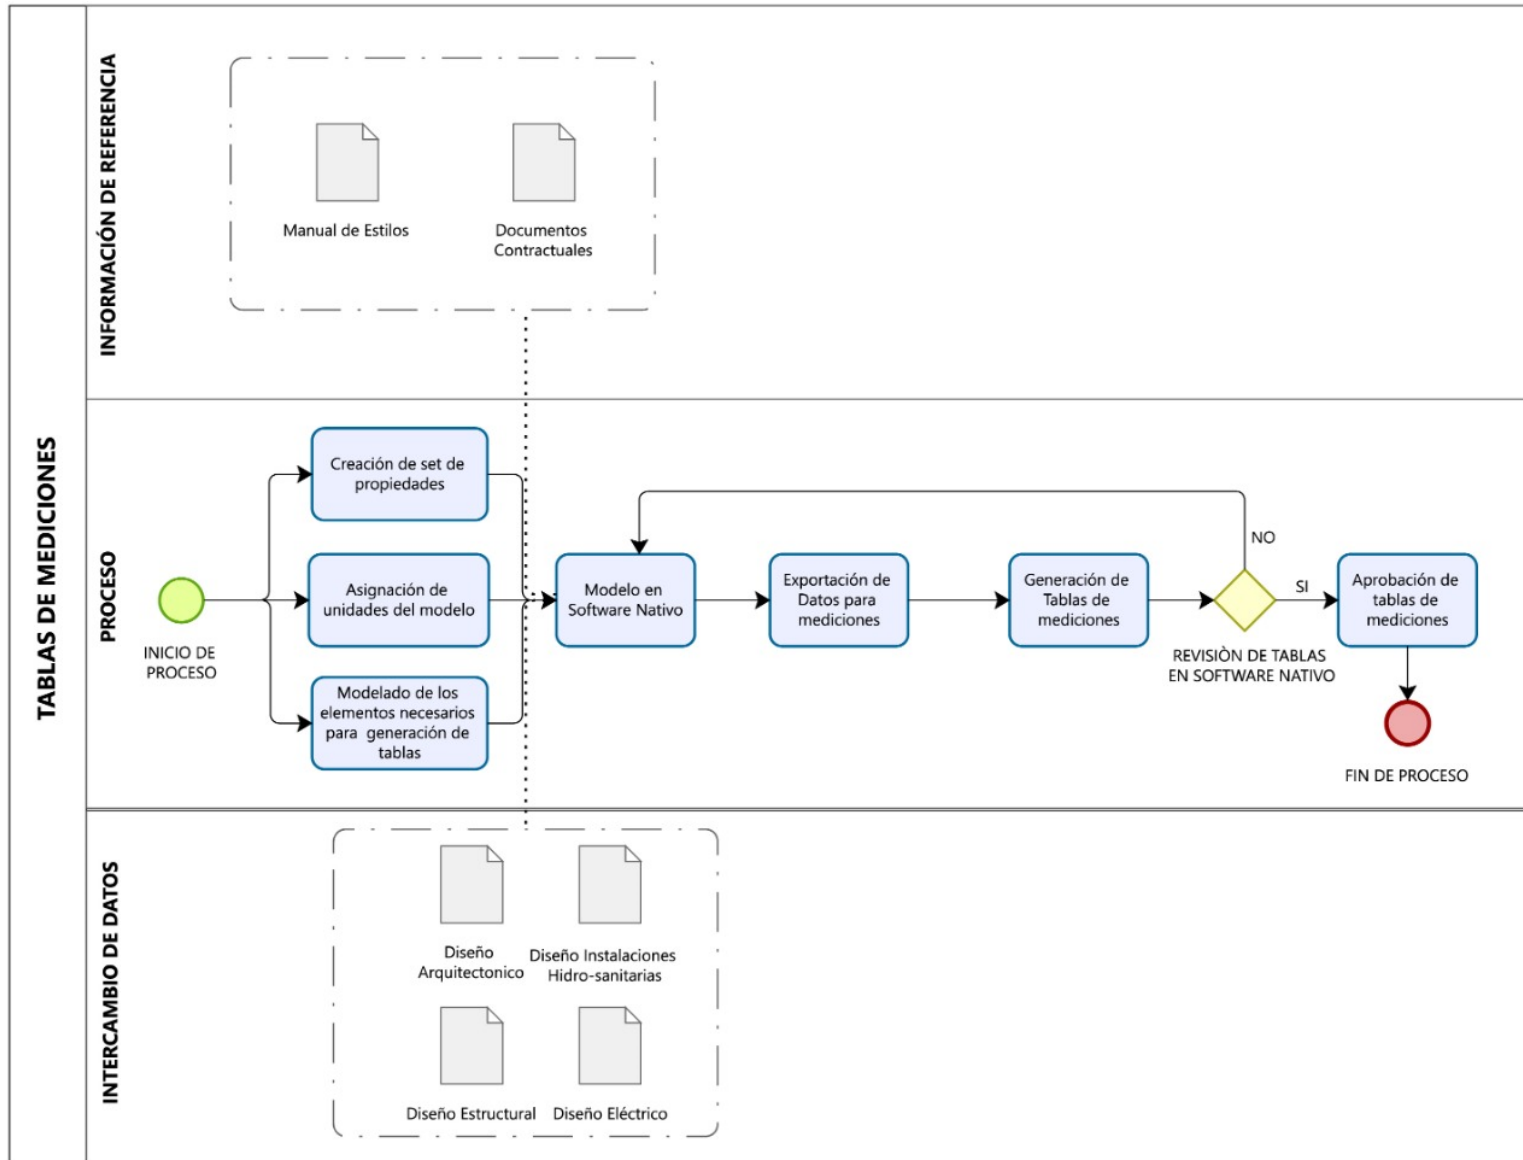 TABLAS DE MEDICIONES
INFORMACIÓN DE REFERENCIA
Manual de Estilos
Documentos
Contractuales
PROCESO
INICIO DE
PROCESO
Creación de set de
propiedades
Asignación de
unidades del modelo
Modelado de los
elementos necesarios
para generación de
tablas
Modelo en
Software Nativo
Exportación de
Datos para
mediciones
Generación de
Tablas de
mediciones
NO
SI
REVISIÒN DE TABLAS
EN SOFTWARE NATIVO
Aprobación de
tablas de
mediciones
FIN DE PROCESO
INTERCAMBIO DE DATOS
Diseño
Arquitectonico
Diseño Instalaciones
Hidro-sanitarias
Diseño Estructural
Diseño Eléctrico